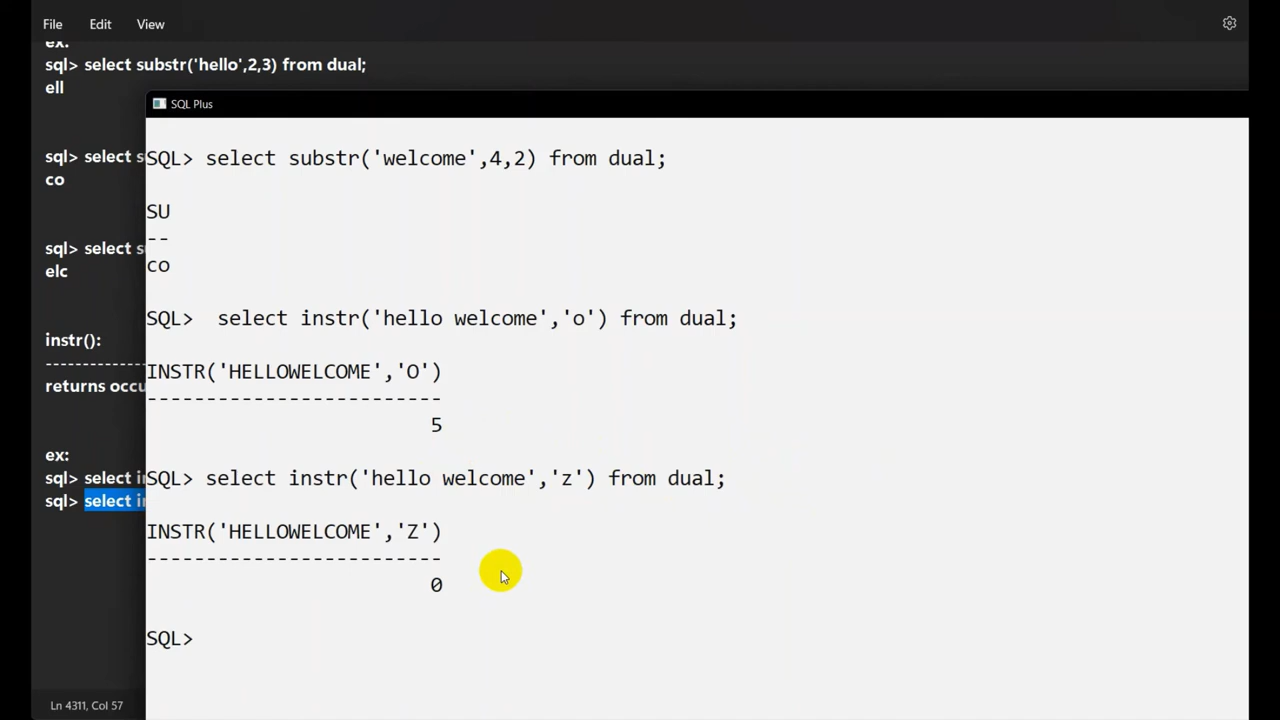 File Edit View
ex:
sql> select substr('hello',2,3) from dual;
ell
SQL Plus
sql> select s
co
sql> select s
elc
instr():
--------------
returns occu
ex:
sql> select i
sql> select i
SQL> select substr('welcome',4,2) from dual;
SU
--
co
SQL>  select instr('hello welcome','o') from dual;
INSTR('HELLOWELCOME','O')
-------------------------
5
SQL> select instr('hello welcome','z') from dual;
INSTR('HELLOWELCOME','Z')
-------------------------
0
SQL>
Ln 4311, Col 57